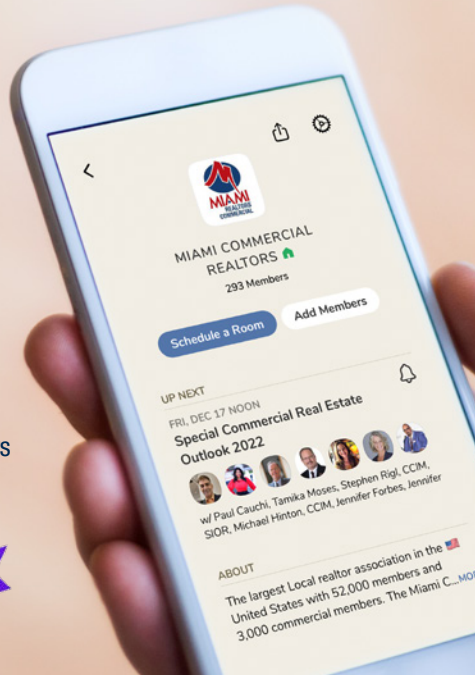 MIAMI
REALTORS
COMMERCIAL
MIAMI COMMERCIAL
REALTORS
293 Members
Schedule a Room
Add Members
UP NEXT
FRI, DEC 17 NOON
Special Commercial Real Estate
Outlook 2022
w/ Paul Cauchi, Tamika Moses, Stephen Rigl, CCIM,
SIOR, Michael Hinton, CCIM, Jennifer Forbes, Jennifer
ABOUT
The largest Local realtor association in the
United States with 52,000 members and
3,000 commercial members. The Miami C...MO
S